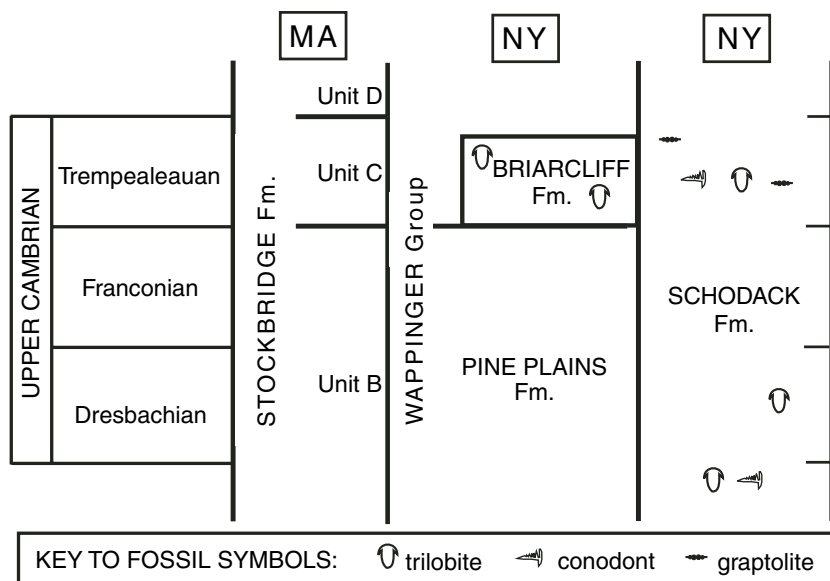 MA
NY
NY
UPPER CAMBRIAN
Trempealeauan
Franconian
Dresbachian
STOCKBRIDGE Fm.
Unit D
Unit C
Unit B
WAPPINGER Group
BRIARCLIFF
Fm.
PINE PLAINS
Fm.
SCHODACK
Fm.
KEY TO FOSSIL SYMBOLS: trilobite conodont graptolite